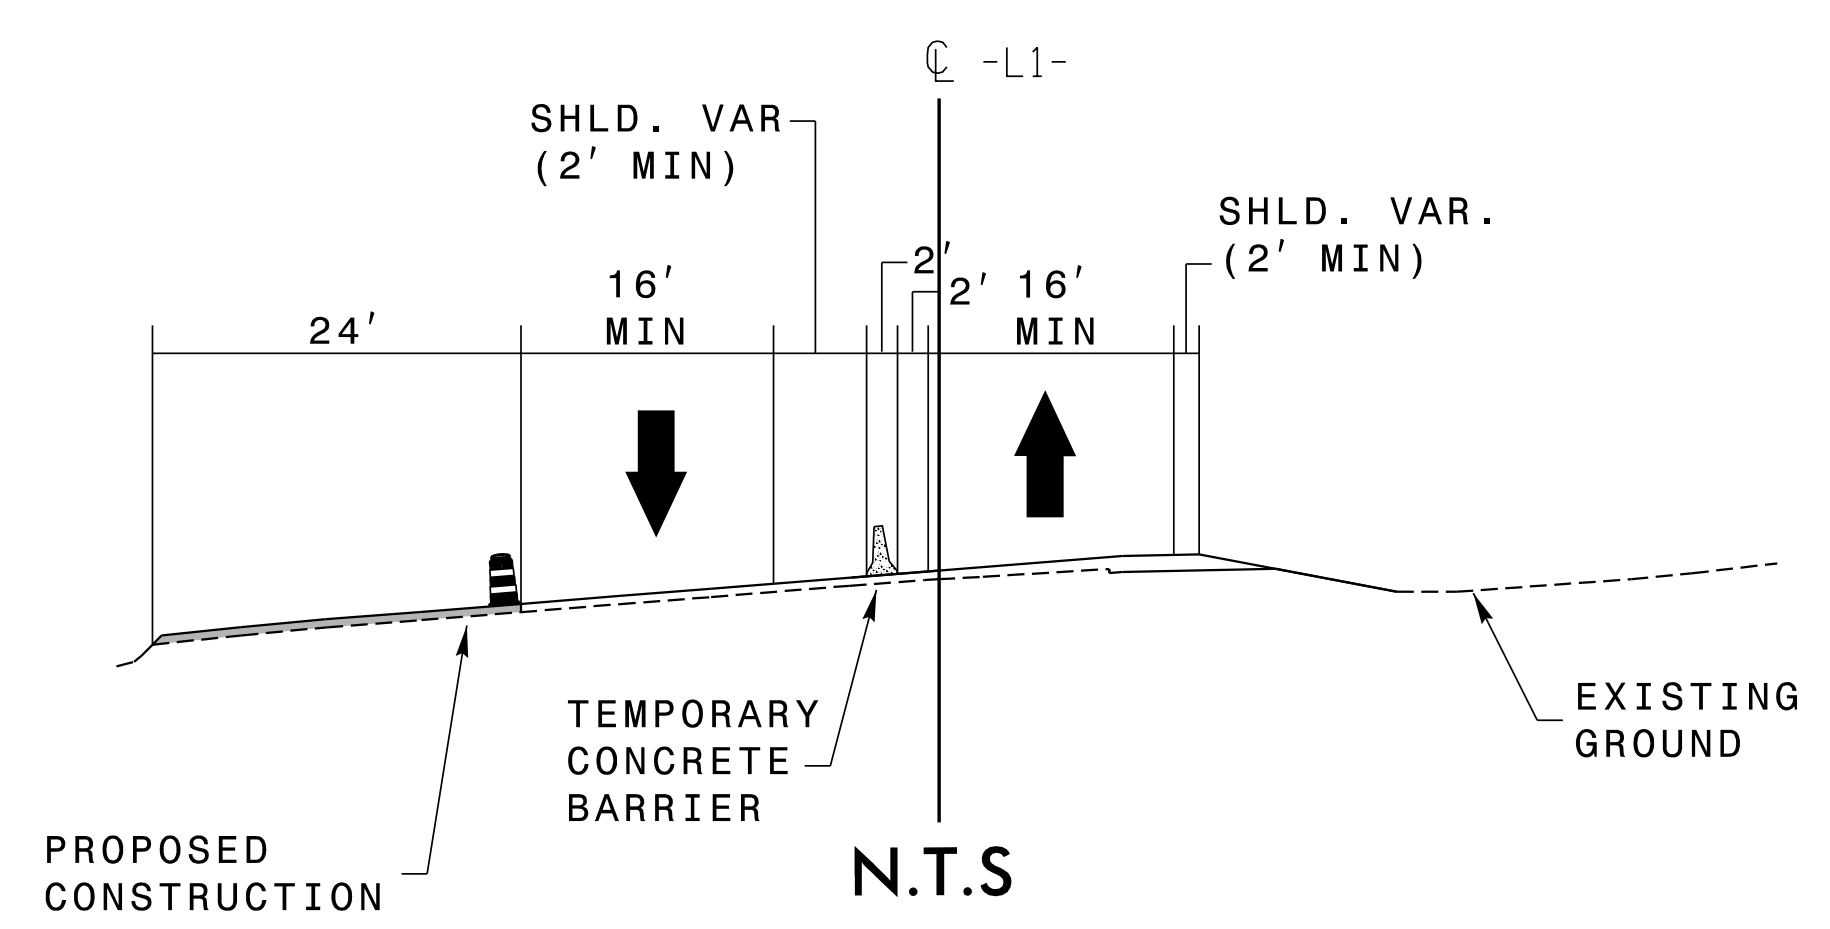 ℄ -L1-
SHLD. VAR
(2' MIN)
SHLD. VAR.
(2' MIN)
24'
16'
MIN
2'
2'
16'
MIN
TEMPORARY
CONCRETE
BARRIER
EXISTING
GROUND
PROPOSED
CONSTRUCTION
N.T.S